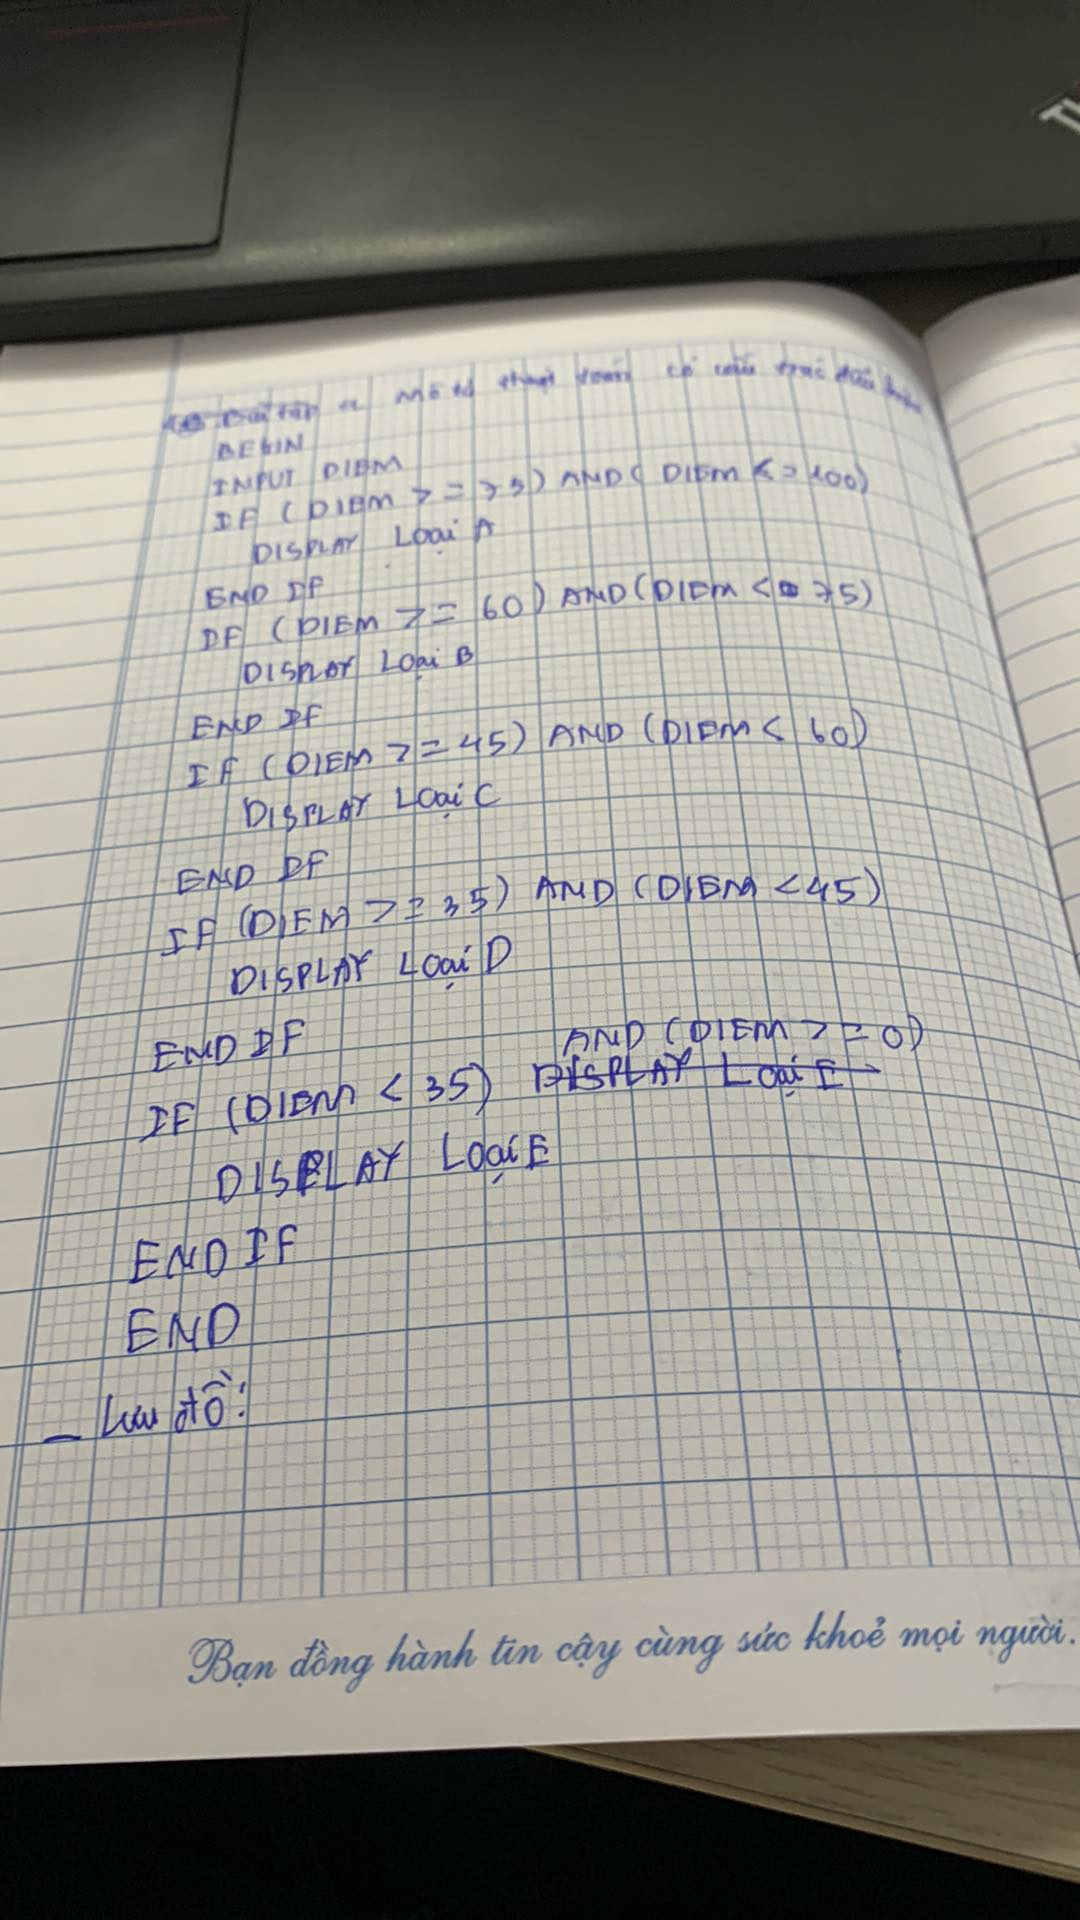 Bài tập 2 Mô tả thuật toán có cấu trúc điều kiện
BEGIN
INPUT DIEM
IF (DIEM >= 75) AND (DIEM <= 100)
DISPLAY Loại A
END IF
IF (DIEM >= 60) AND (DIEM < 75)
DISPLAY Loại B
END IF
IF (DIEM >= 45) AND (DIEM < 60)
DISPLAY Loại C
END IF
IF (DIEM >= 35) AND (DIEM < 45)
DISPLAY Loại D
END IF
AND (DIEM >= 0)
IF (DIEM < 35) DISPLAY Loại E
DISPLAY Loại E
END IF
END
- Lưu đồ:
Bạn đồng hành tin cậy cùng sức khoẻ mọi người.